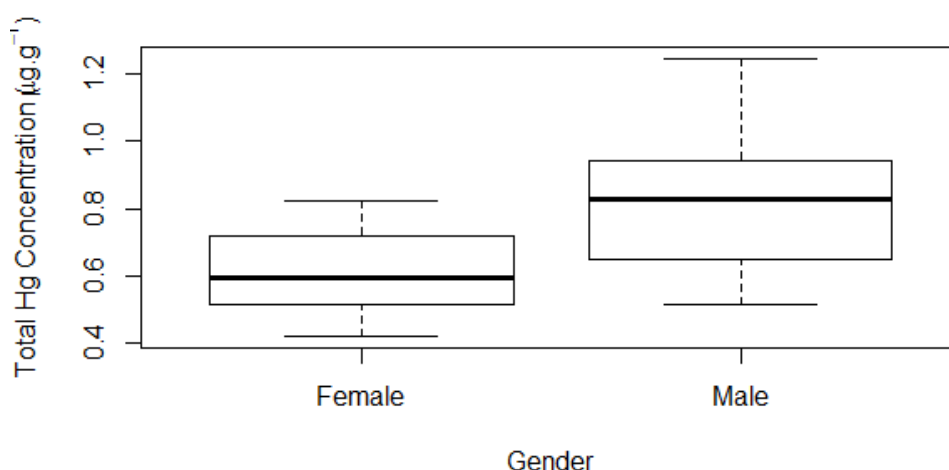 Total Hg Concentration (μg.g⁻¹)
1.2
1.0
0.8
0.6
0.4
Female Male
Gender